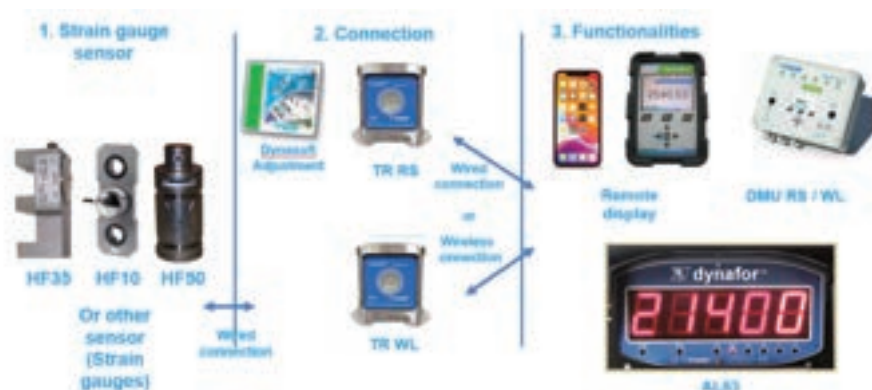 1. Strain gauge
sensor
2. Connection
3. Functionalities
Dynasoft
Adjustment
TR RS
Wired
connection
or
Wireless
connection
TR WL
Remote
display
DMU RS / WL
HF35
HF10
HF50
Or other
sensor
(Strain
gauges)
Wired
connection
dynafor
21400